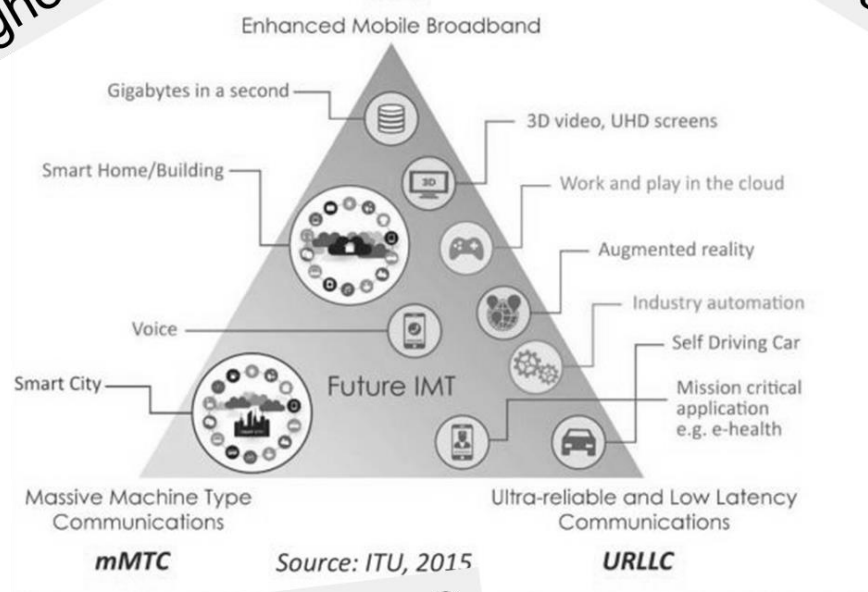 Enhanced Mobile Broadband
Gigabytes in a second
3D video, UHD screens
3D
Smart Home/Building
Work and play in the cloud
Augmented reality
Industry automation
Voice
Self Driving Car
Smart City
Future IMT
Mission critical
application
e.g. e-health
Massive Machine Type
Communications
Ultra-reliable and Low Latency
Communications
mMTC
Source: ITU, 2015
URLLC